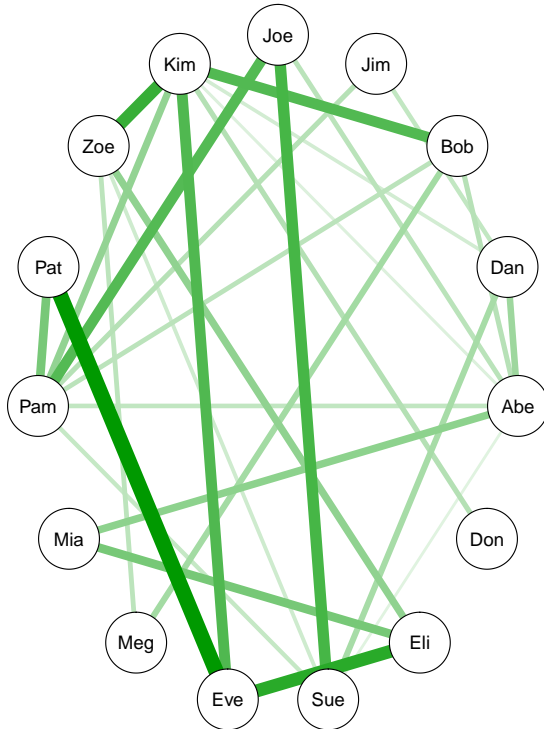 Joe
Kim
Jim
Zoe
Bob
Pat
Dan
Pam
Abe
Mia
Don
Meg
Eli
Eve
Sue